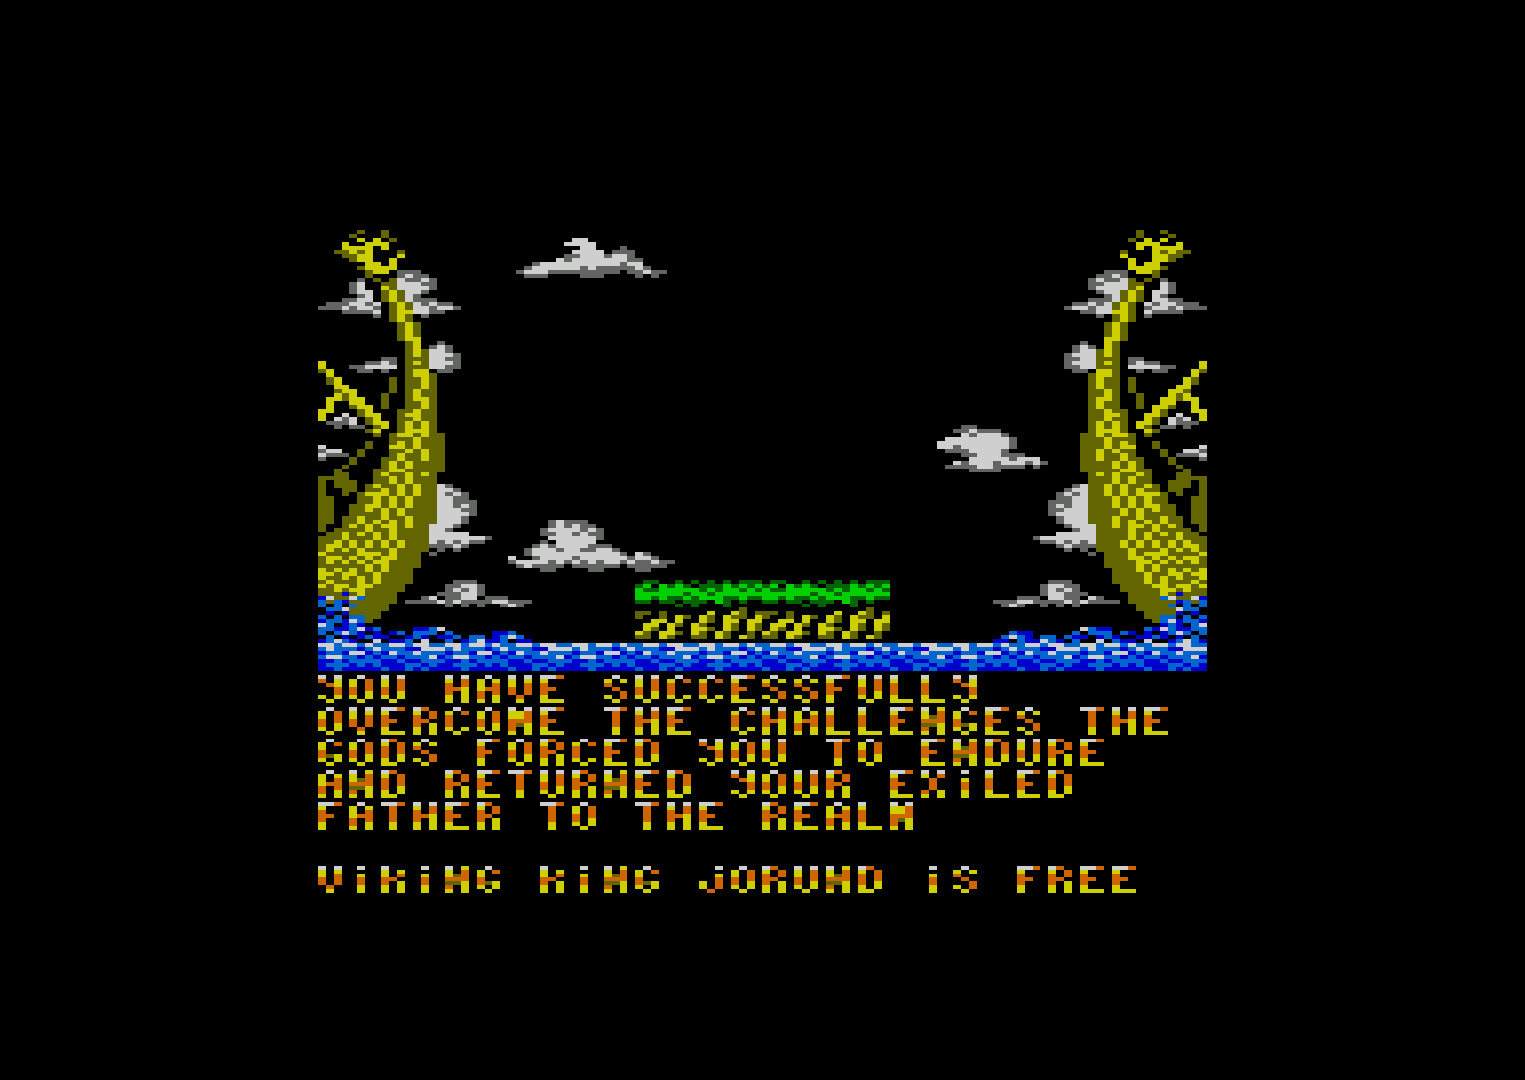 YOU HAVE SUCCESSFULLY
OVERCOME THE CHALLENGES THE
GODS FORCED YOU TO ENDURE
AND RETURNED YOUR EXiLED
FATHER TO THE REALM
ViKiNG KiNG jORUND iS FREE